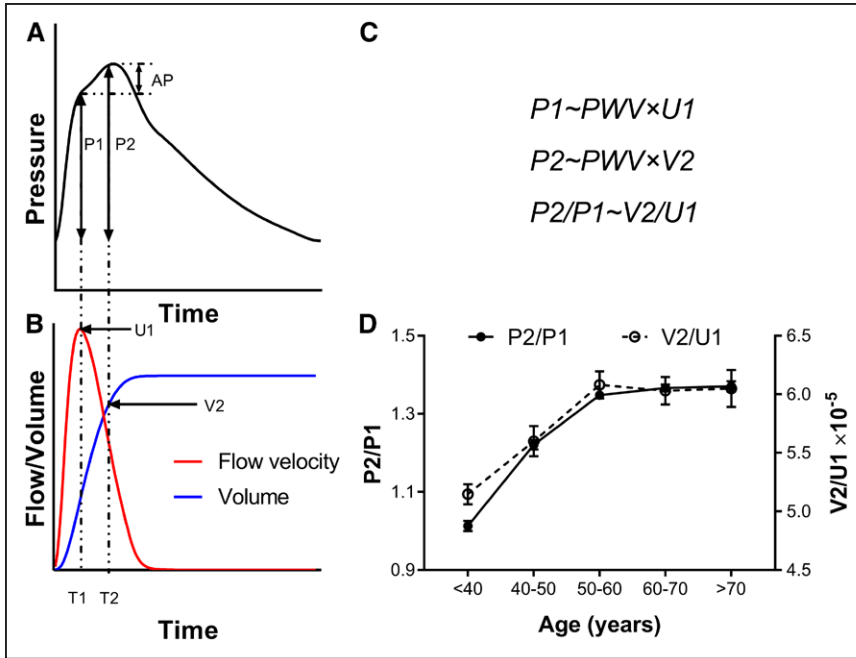 A
AP
P1
P2
Pressure
Time
B
U1
V2
Flow velocity
Volume
Flow/Volume
T1
T2
Time
C
P1~PWV×U1
P2~PWV×V2
P2/P1~V2/U1
D
P2/P1
V2/U1
1.5
1.3
1.1
0.9
P2/P1
6.5
6.0
5.5
5.0
4.5
V2/U1 ×10-5
<40
40-50
50-60
60-70
>70
Age (years)